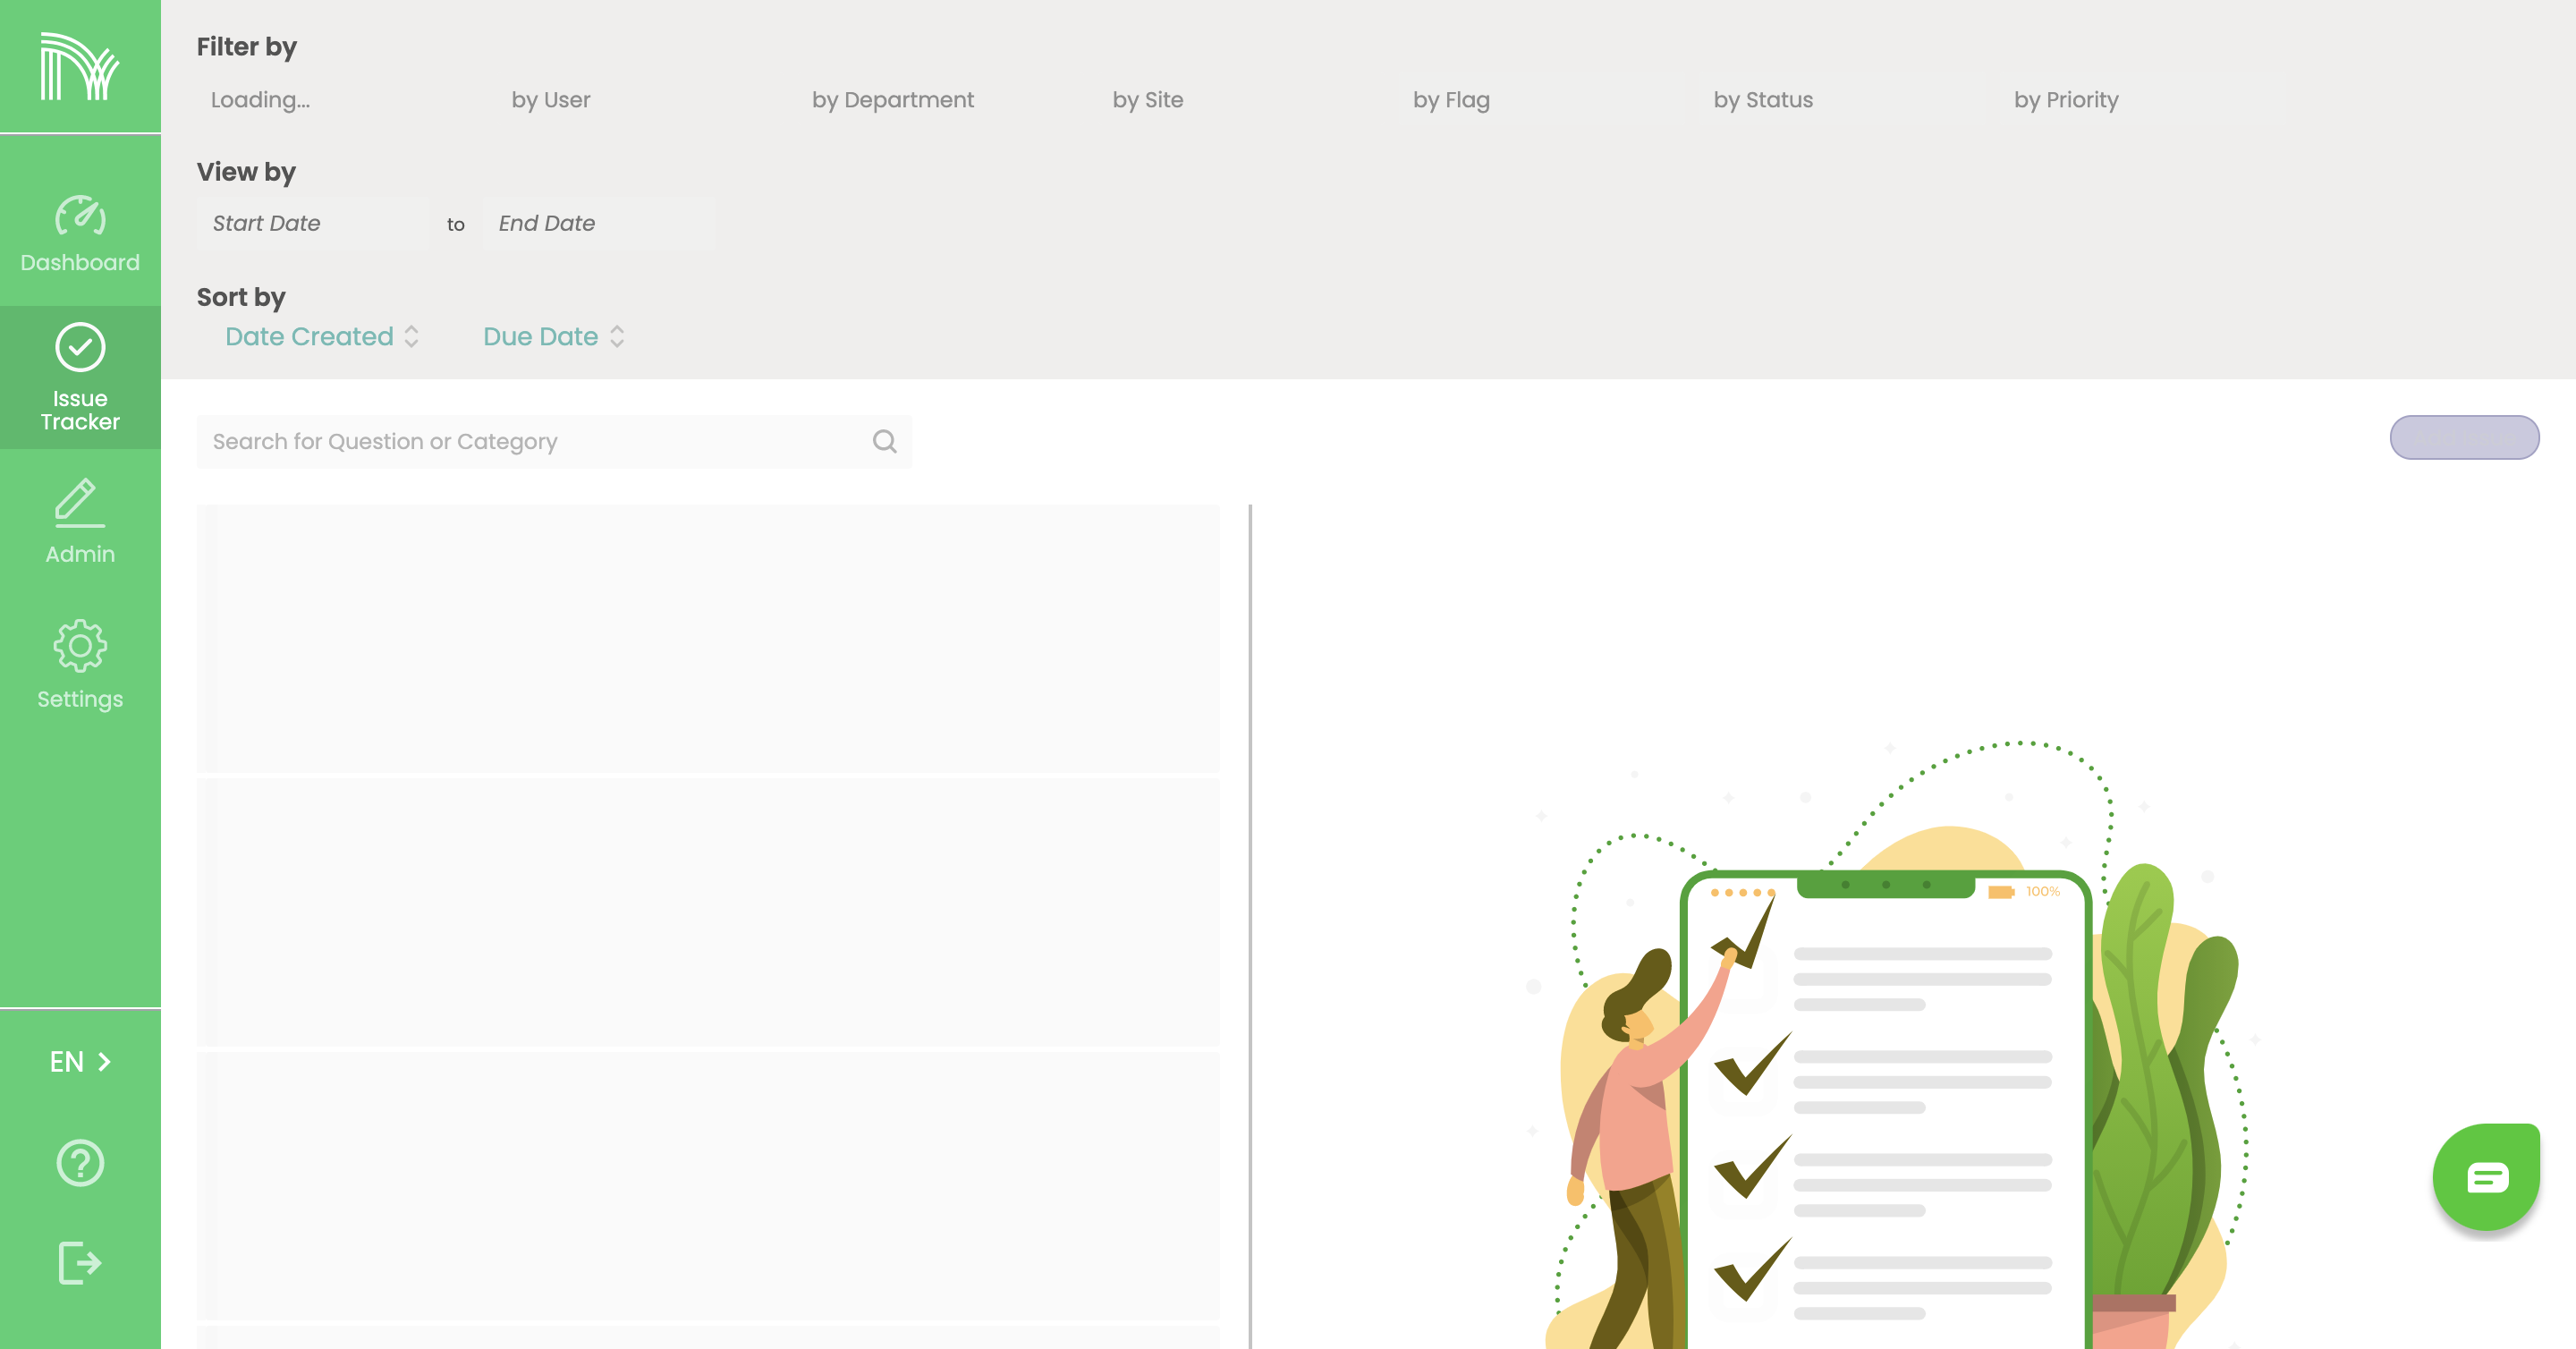 Filter by
Loading...
by User
by Department
by Site
by Flag
by Status
by Priority
View by
Start Date
to
End Date
Sort by
Date Created
Due Date
Dashboard
Issue
Tracker
Admin
Settings
EN
Search for Question or Category
100%